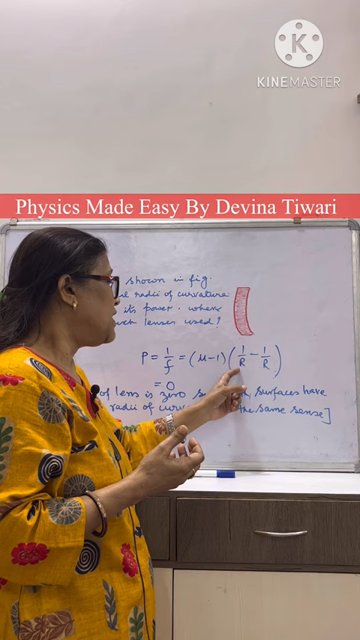 K
KINEMASTER
Physics Made Easy By Devina Tiwari
shown in fig.
radii of curvature
its power. where
such lenses used?
P = 1/f = (μ-1) (1/R - 1/R)
= 0
of lens is zero surfaces have
radii of the same sense]